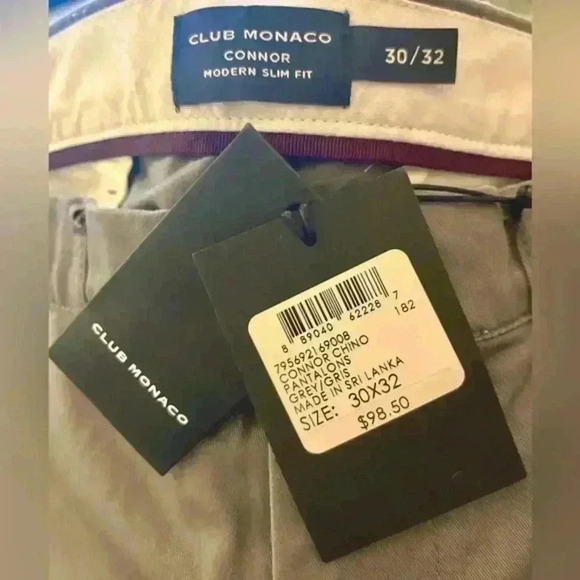 CLUB MONACO
CONNOR
MODERN SLIM FIT
30/32
CLUB MONACO
8 89040 62228 7
182
795692169008
CONNOR CHINO
PANTALONS
GREY/GRIS
MADE IN SRI LANKA
SIZE: 30X32
$98.50